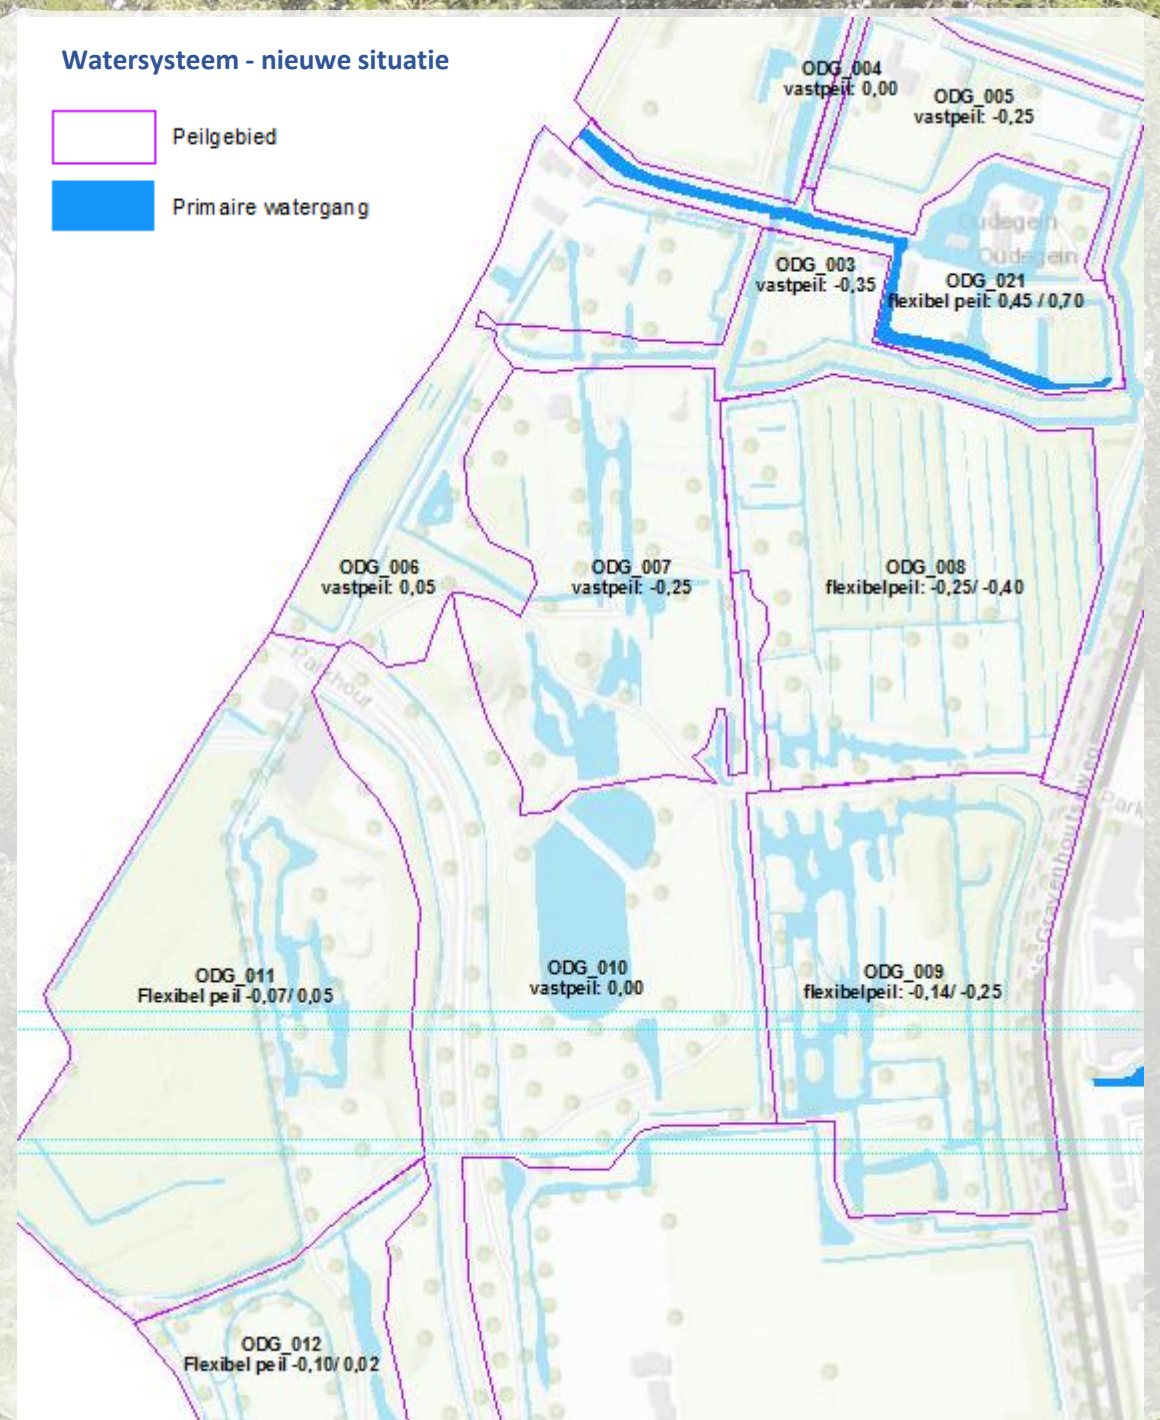 Watersysteem - nieuwe situatie
Peilgebied
Primaire watergang
ODG_004
vastpeil: 0,00
ODG_005
vastpeil: -0,25
Oudegein
Oudegein
ODG_003
vastpeil: -0,35
ODG_021
flexibel peil: 0,45 / 0,70
ODG_006
vastpeil: 0,05
ODG_007
vastpeil: -0,25
ODG_008
flexibelpeil: -0,25/ -0,40
Parkhout
's-Gravenhoutseweg
Park
ODG_011
Flexibel peil -0,07/ 0,05
ODG_010
vastpeil: 0,00
ODG_009
flexibelpeil: -0,14/ -0,25
ODG_012
Flexibel peil -0,10/ 0,02